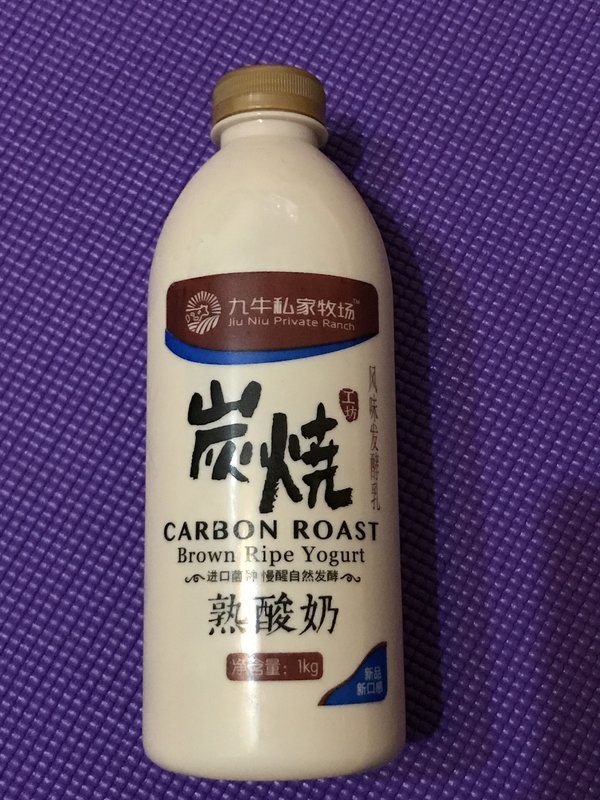 九牛私家牧场™
Jiu Niu Private Ranch
炭烧
工坊
风味发酵乳
CARBON ROAST
Brown Ripe Yogurt
进口菌种 慢醒自然发酵
熟酸奶
净含量：1kg
新品
新口感